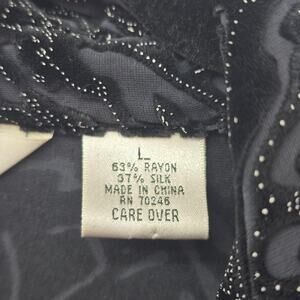 L
63% RAYON
37% SILK
MADE IN CHINA
RN 70246
CARE OVER